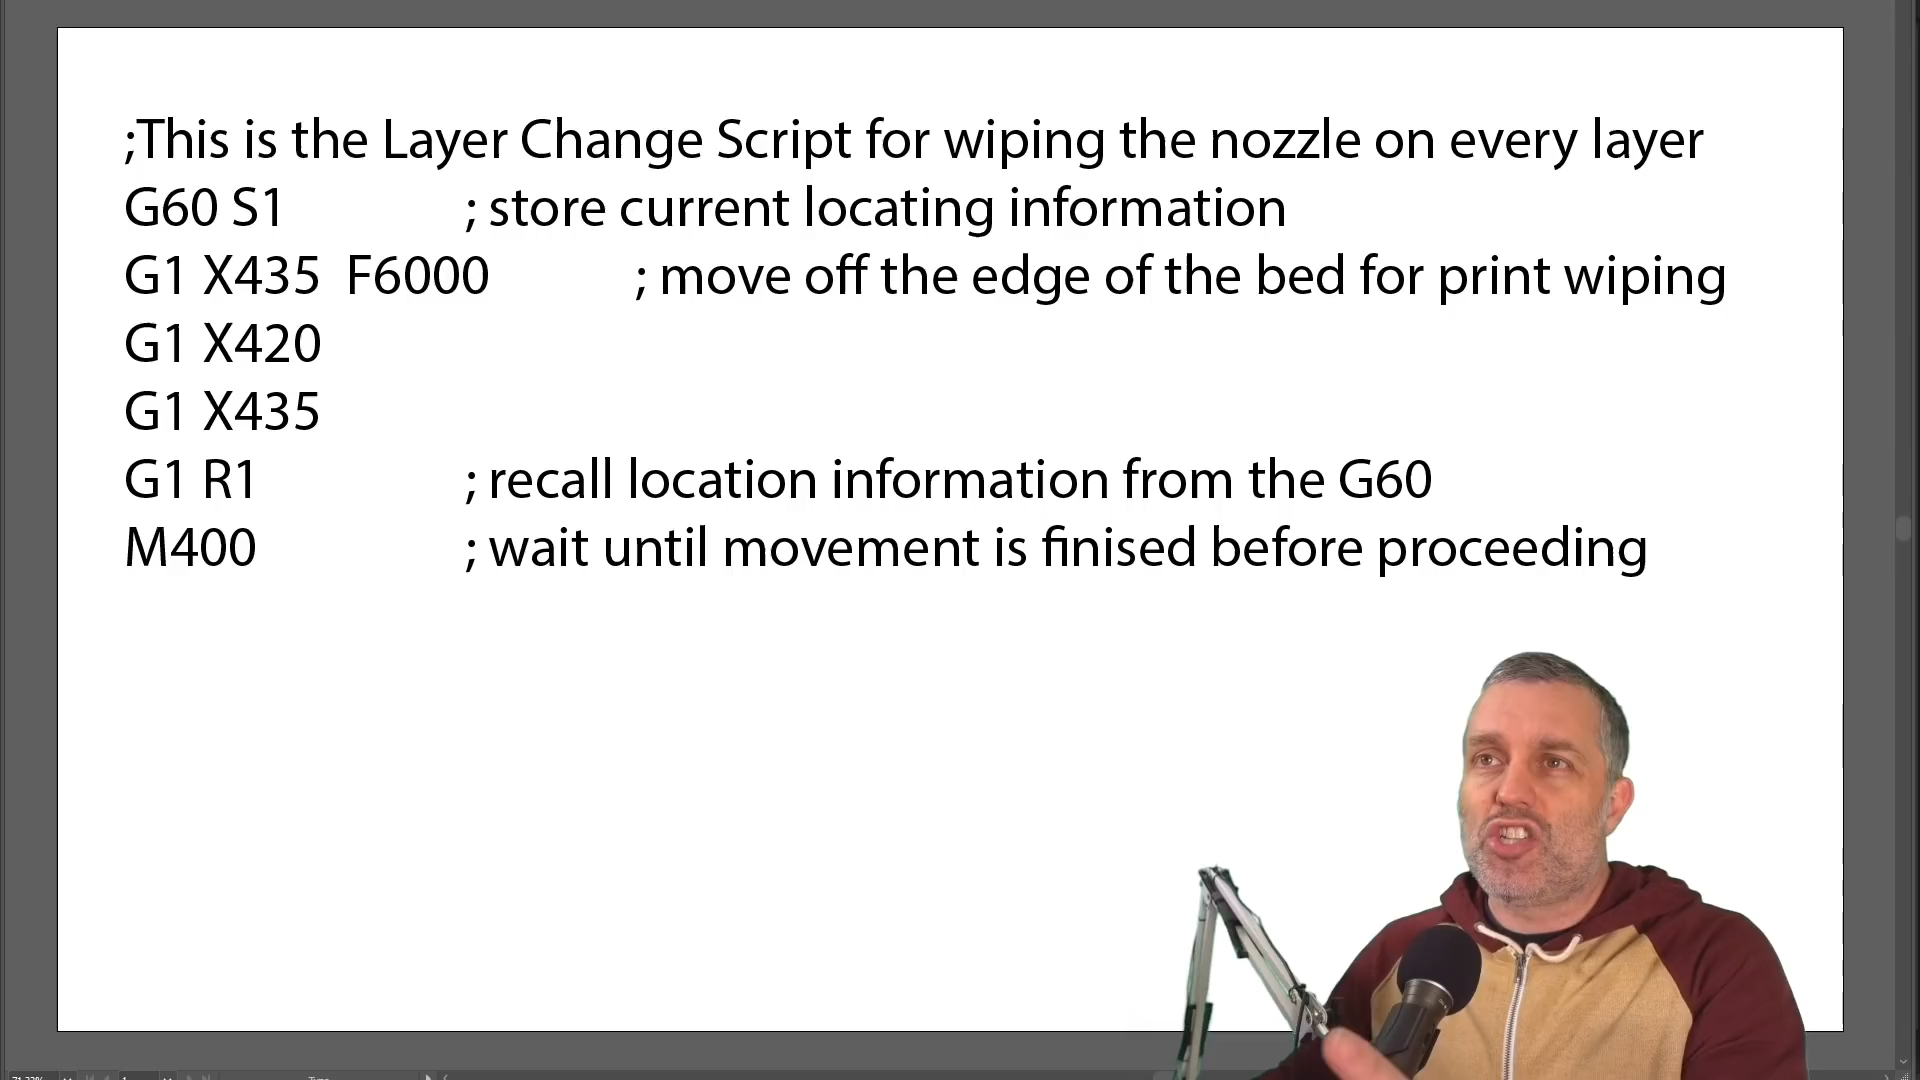 ;This is the Layer Change Script for wiping the nozzle on every layer
G60 S1 ; store current locating information
G1 X435 F6000 ; move off the edge of the bed for print wiping
G1 X420
G1 X435
G1 R1 ; recall location information from the G60
M400 ; wait until movement is finised before proceeding